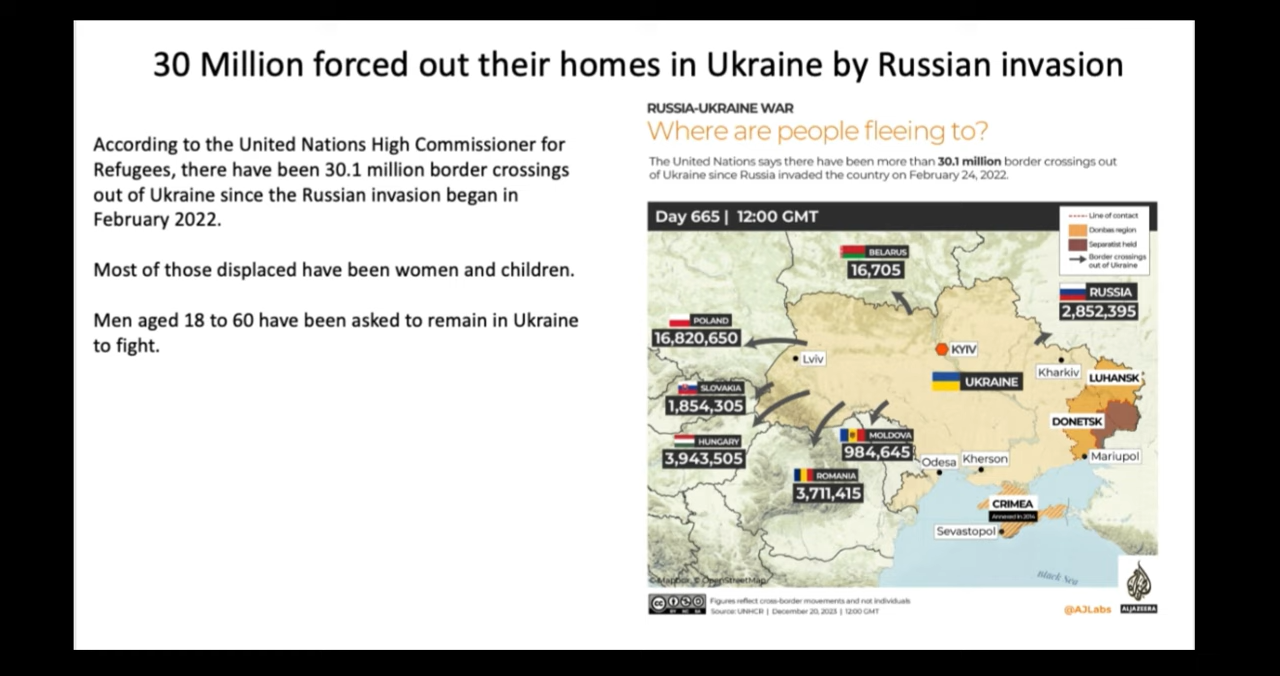 30 Million forced out their homes in Ukraine by Russian invasion
According to the United Nations High Commissioner for
Refugees, there have been 30.1 million border crossings
out of Ukraine since the Russian invasion began in
February 2022.
Most of those displaced have been women and children.
Men aged 18 to 60 have been asked to remain in Ukraine
to fight.
RUSSIA-UKRAINE WAR
Where are people fleeing to?
The United Nations says there have been more than 30.1 million border crossings out
of Ukraine since Russia invaded the country on February 24, 2022.
Day 665 | 12:00 GMT
Line of contact
Donbas region
Separatist held
Border crossings
out of Ukraine
BELARUS
16,705
RUSSIA
2,852,395
POLAND
16,820,650
Lviv
KYIV
Kharkiv
UKRAINE
LUHANSK
SLOVAKIA
1,854,305
DONETSK
HUNGARY
3,943,505
MOLDOVA
984,645
Mariupol
Odesa
Kherson
ROMANIA
3,711,415
CRIMEA
Annexed in 2014
Sevastopol
Black Sea
© Mapbox, © OpenStreetMap
Figures reflect cross-border movements and not individuals
Source: UNHCR | December 20, 2023 | 12:00 GMT
@AJLabs
ALJAZEERA